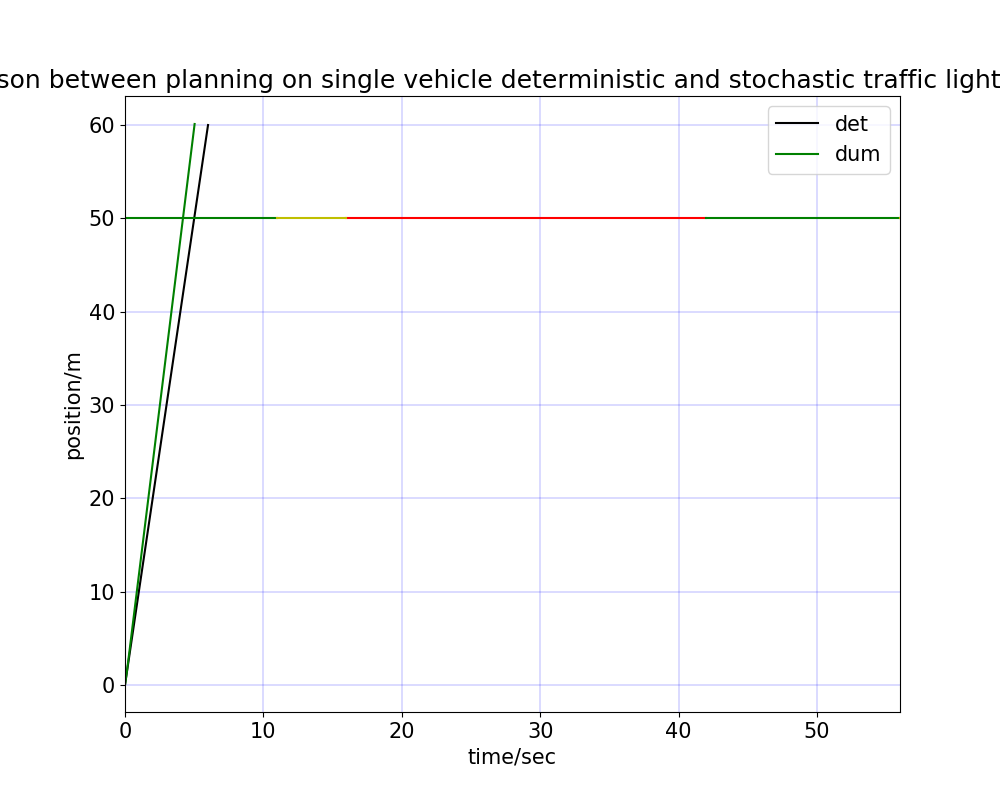 son between planning on single vehicle deterministic and stochastic traffic light
det
dum
60
50
40
30
20
10
0
position/m
0 10 20 30 40 50
time/sec